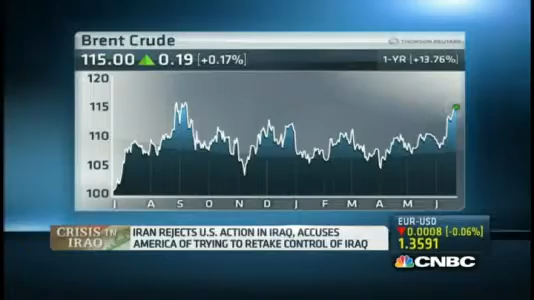 Brent Crude
THOMSON REUTERS
115.00 0.19 [+0.17%] 1-YR [+13.76%]
120
115
110
105
100
J A S O N D J F M A M J
CRISIS IN
IRAQ
IRAN REJECTS U.S. ACTION IN IRAQ, ACCUSES
AMERICA OF TRYING TO RETAKE CONTROL OF IRAQ
EUR-USD
0.0008 [-0.06%]
1.3591
CNBC